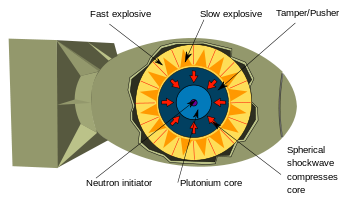 Fast explosive
Slow explosive
Tamper/Pusher
Neutron initiator
Plutonium core
Spherical
shockwave
compresses
core